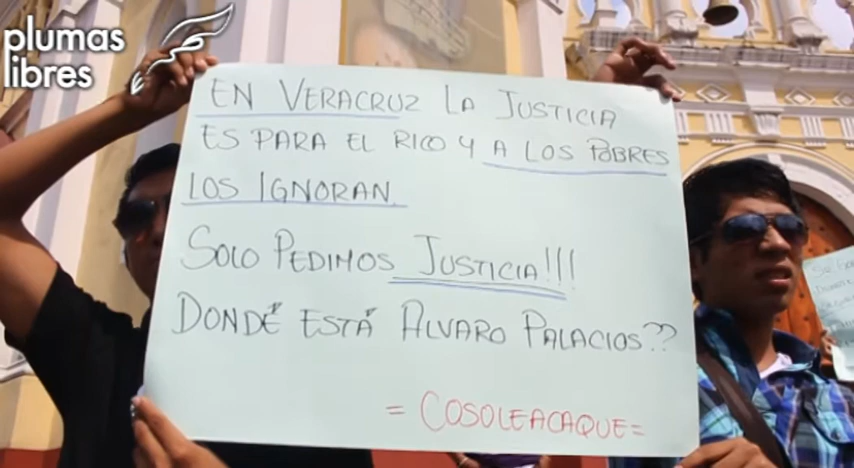 plumas
libres
EN VERACRUZ LA JUSTICIA
ES PARA EL RICO Y A LOS POBRES
LOS IGNORAN.
SOLO PEDIMOS JUSTICIA!!!
DONDÉ ESTÁ ALVARO PALACIOS??
= COSOLEACAQUE =